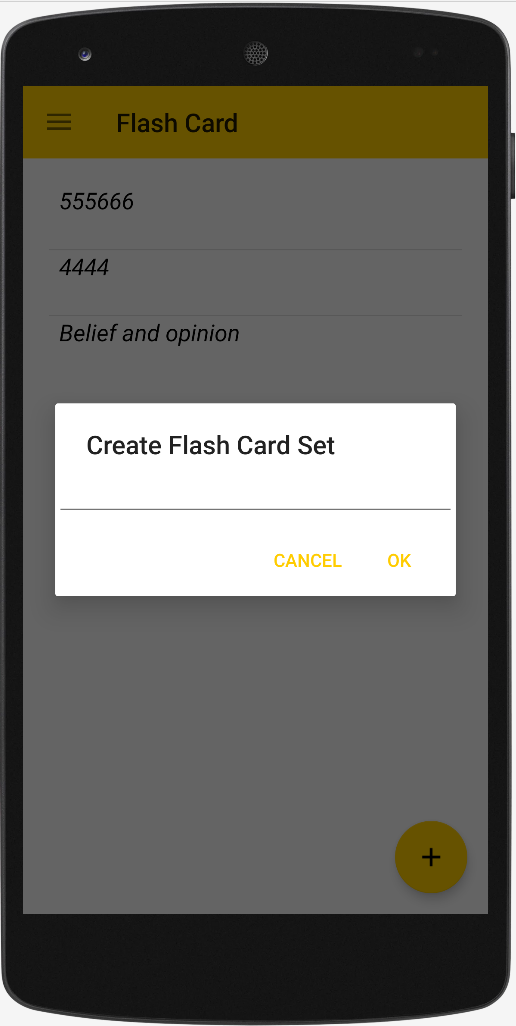 Flash Card
555666
4444
Belief and opinion
Create Flash Card Set
CANCEL OK
+